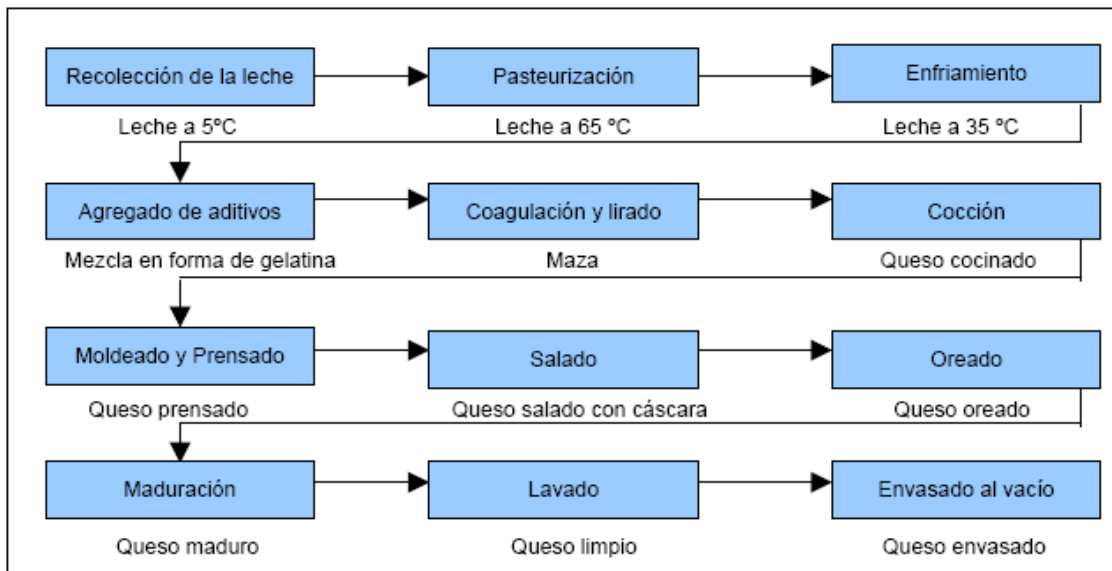 Recolección de la leche
Pasteurización
Enfriamiento
Leche a 5ºC
Leche a 65 ºC
Leche a 35 ºC
Agregado de aditivos
Coagulación y lirado
Cocción
Mezcla en forma de gelatina
Maza
Queso cocinado
Moldeado y Prensado
Salado
Oreado
Queso prensado
Queso salado con cáscara
Queso oreado
Maduración
Lavado
Envasado al vacío
Queso maduro
Queso limpio
Queso envasado